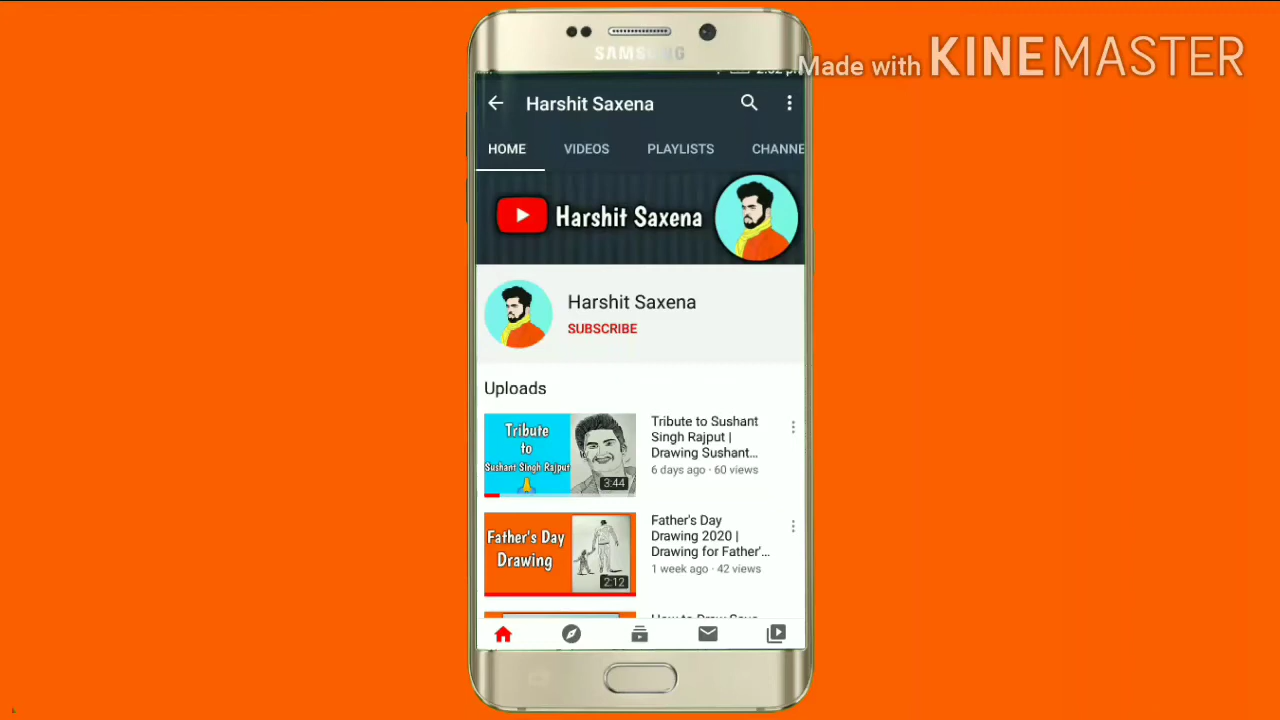 SAMSUNG
Made with KINEMASTER
Harshit Saxena
HOME VIDEOS PLAYLISTS CHANNE
Harshit Saxena
Harshit Saxena
SUBSCRIBE
Uploads
Tribute
to
Sushant Singh Rajput
3:44
Tribute to Sushant
Singh Rajput |
Drawing Sushant...
6 days ago · 60 views
Father's Day
Drawing
2:12
Father's Day
Drawing 2020 |
Drawing for Father'...
1 week ago · 42 views